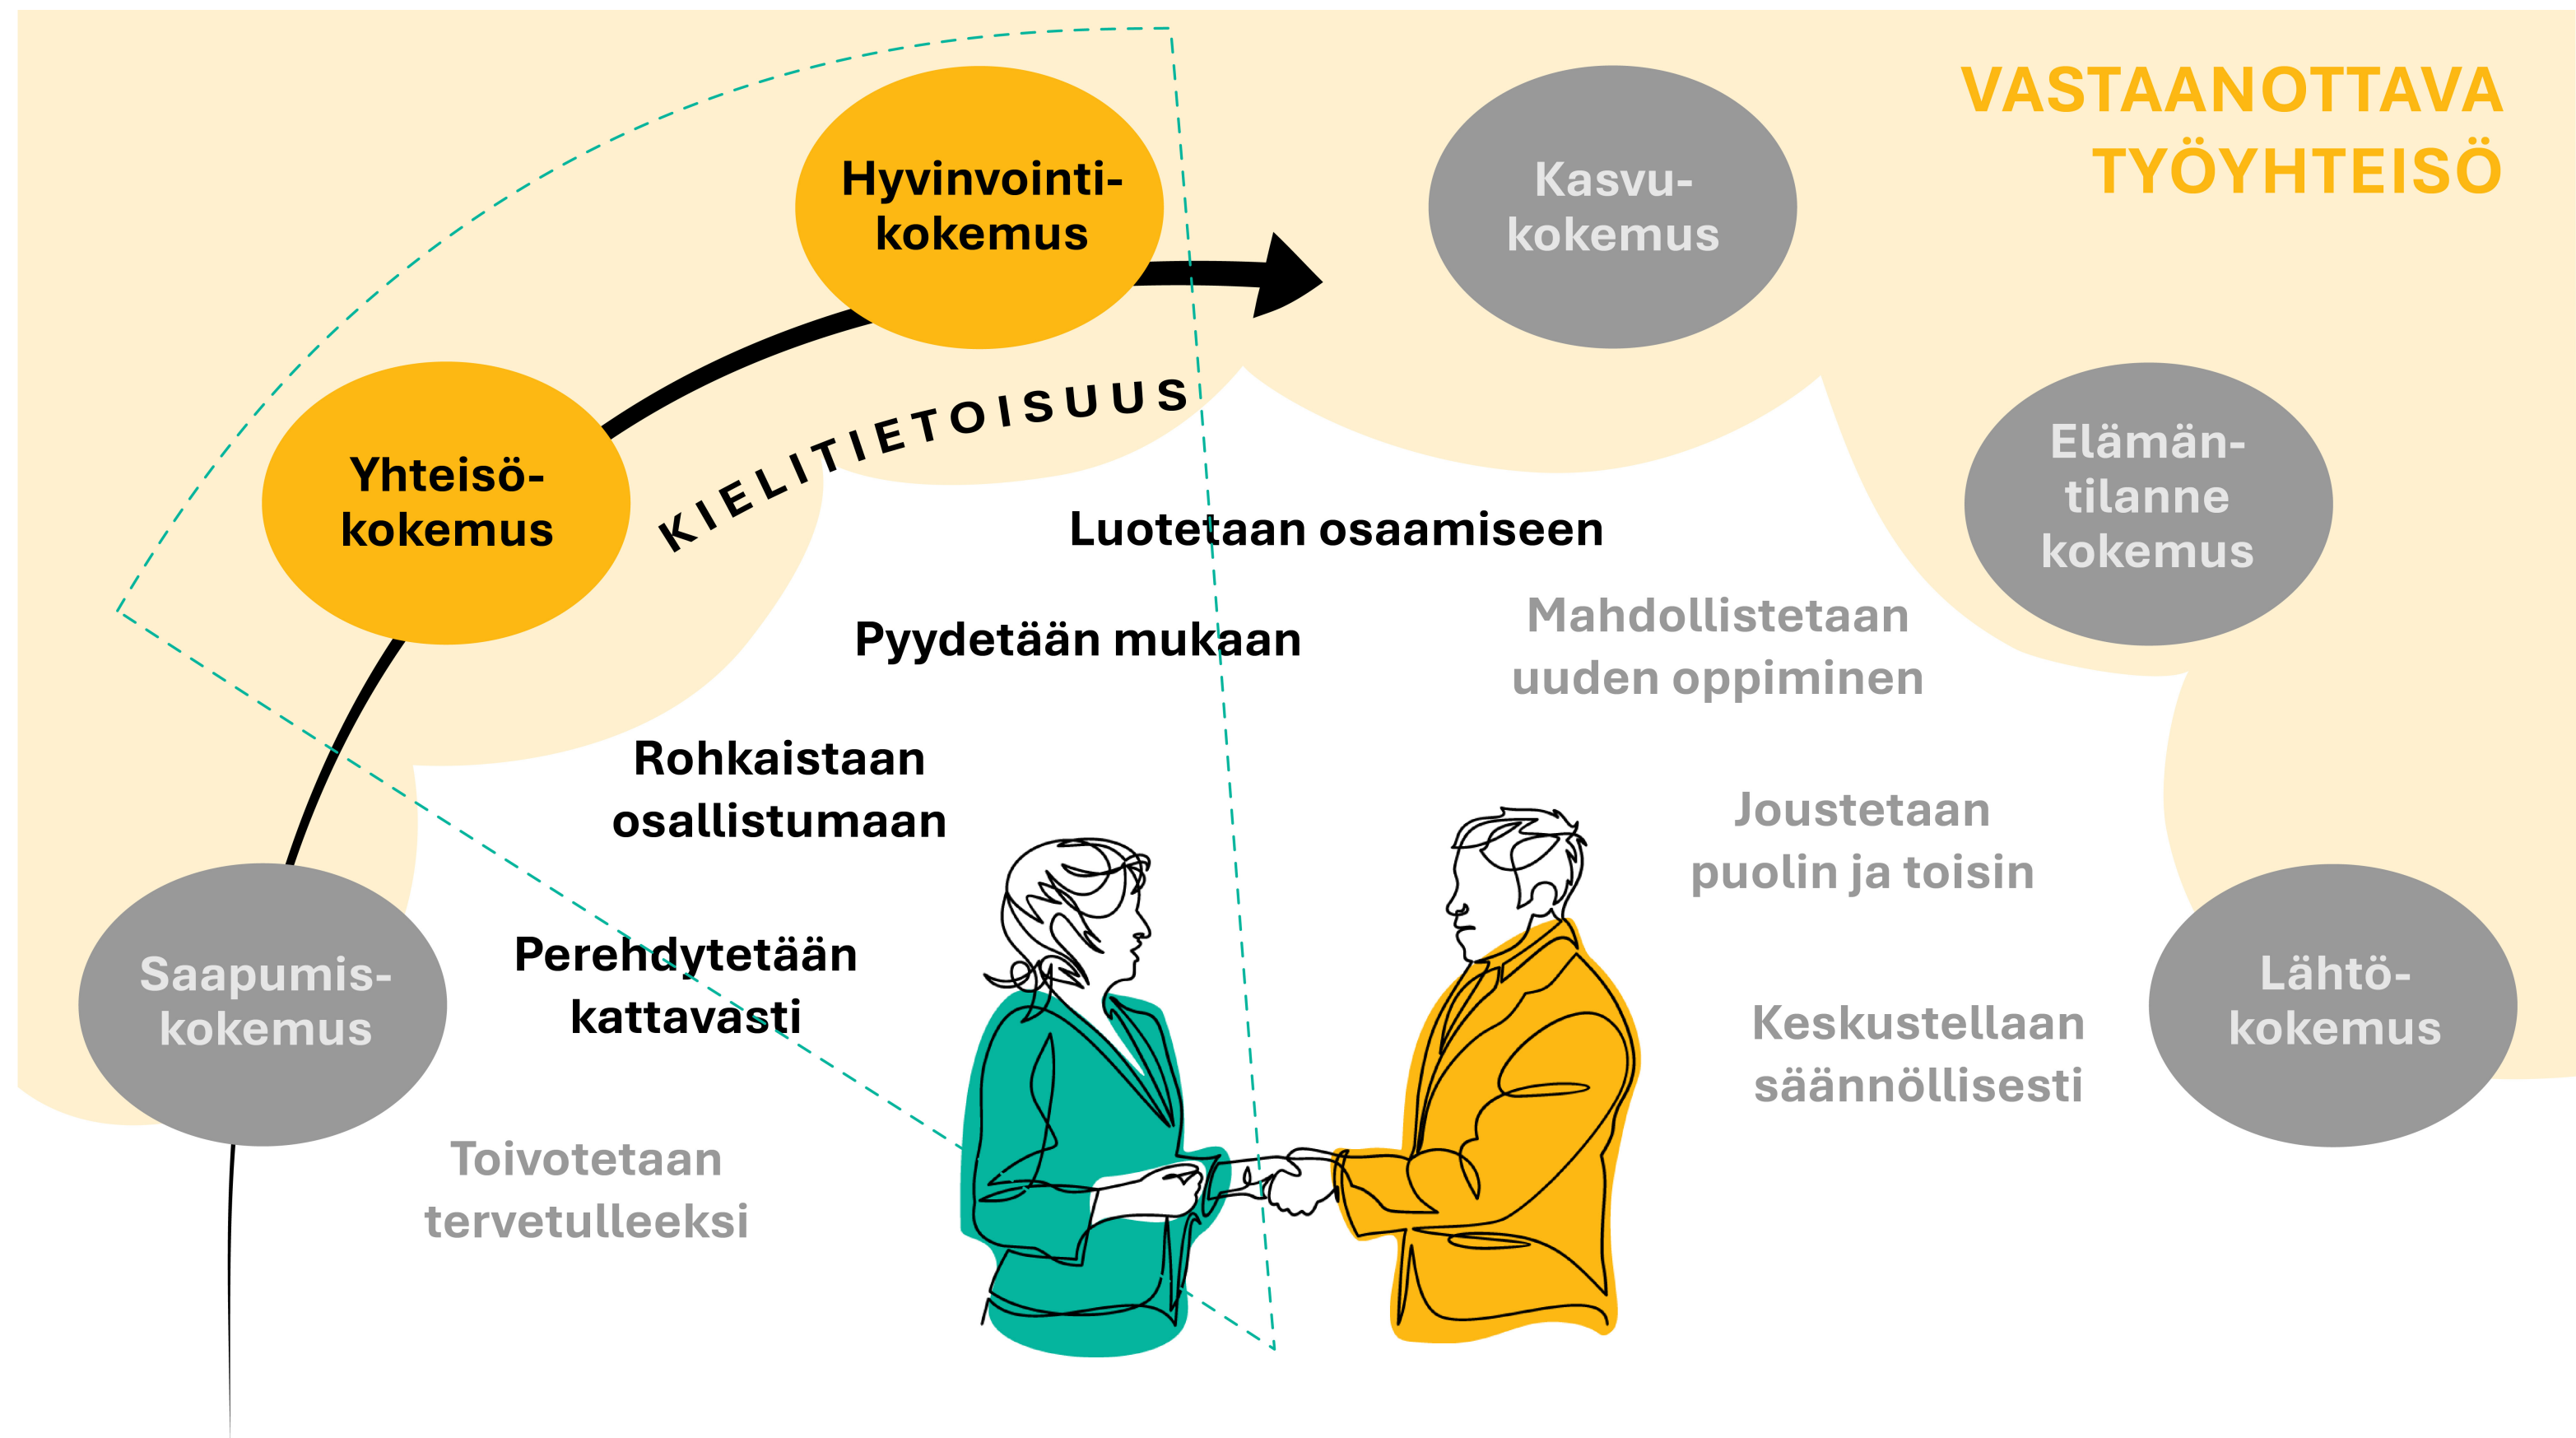 VASTAANOTTAVA
TYÖYHTEISÖ
Hyvinvointi-
kokemus
Kasvu-
kokemus
Yhteisö-
kokemus
KIELITIETOISUUS
Elämän-
tilanne
kokemus
Luotetaan osaamiseen
Pyydetään mukaan
Mahdollistetaan
uuden oppiminen
Rohkaistaan
osallistumaan
Joustetaan
puolin ja toisin
Saapumis-
kokemus
Perehdytetään
kattavasti
Keskustellaan
säännöllisesti
Lähtö-
kokemus
Toivotetaan
tervetulleeksi